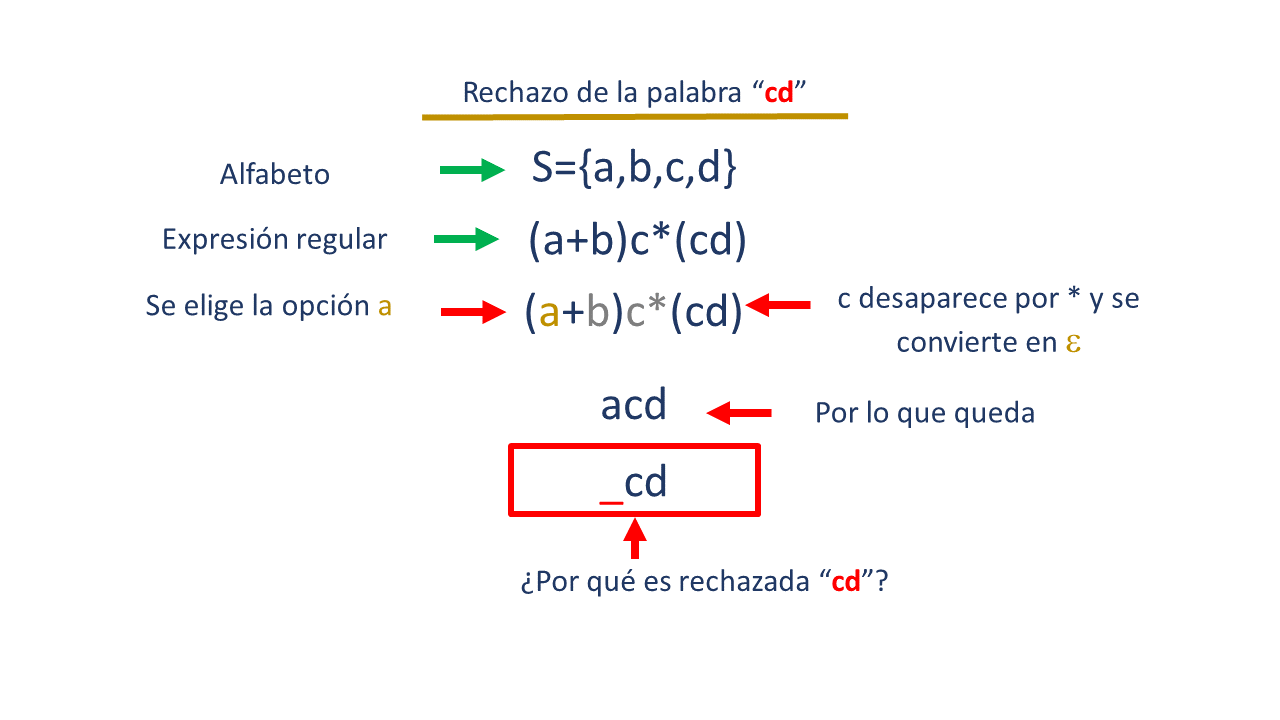 Rechazo de la palabra “cd”
Alfabeto
S={a,b,c,d}
Expresión regular
(a+b)c*(cd)
Se elige la opción a
(a+b)c*(cd)
c desaparece por * y se
convierte en ε
acd
Por lo que queda
_cd
¿Por qué es rechazada “cd”?